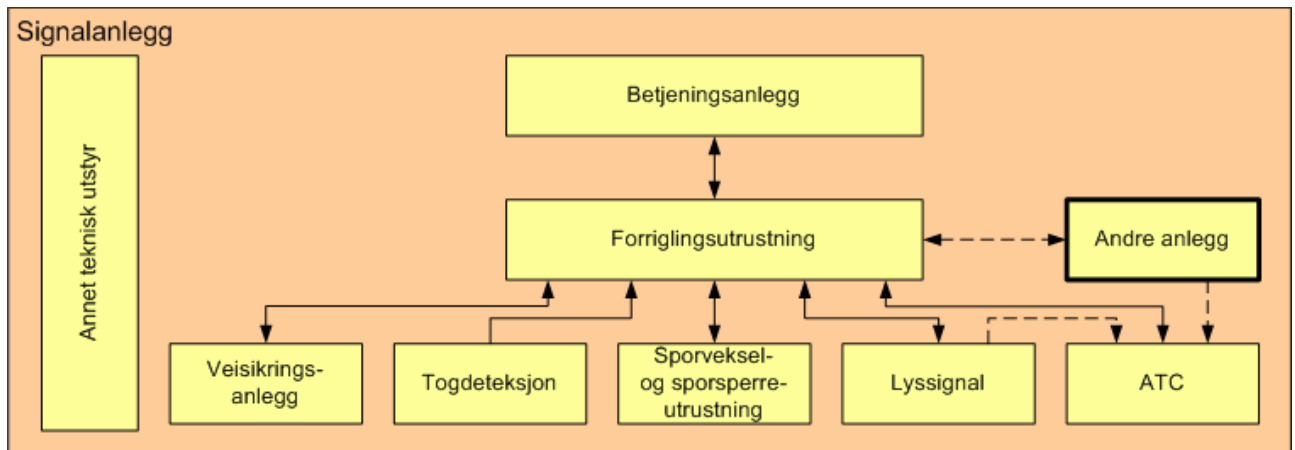 Signalanlegg
Annet teknisk utstyr
Betjeningsanlegg
Forriglingsutrustning
Andre anlegg
Veisikrings-
anlegg
Togdeteksjon
Sporveksel-
og sporsperre-
utrustning
Lyssignal
ATC